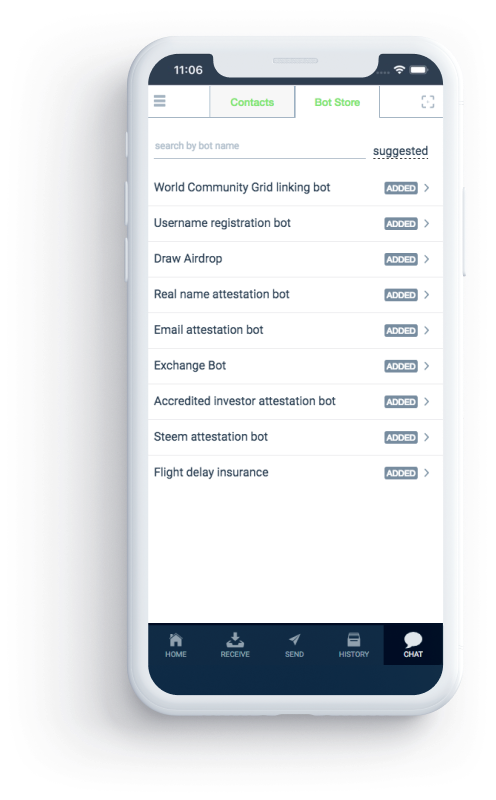 11:06
Contacts
Bot Store
search by bot name
suggested
World Community Grid linking bot ADDED
Username registration bot ADDED
Draw Airdrop ADDED
Real name attestation bot ADDED
Email attestation bot ADDED
Exchange Bot ADDED
Accredited investor attestation bot ADDED
Steem attestation bot ADDED
Flight delay insurance ADDED
HOME RECEIVE SEND HISTORY CHAT